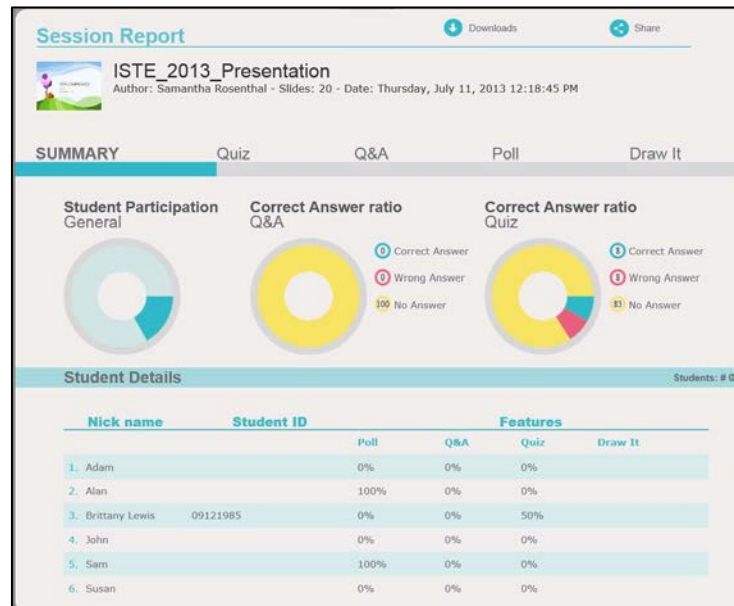 Session Report
Downloads
Share
ISTE_2013_Presentation
Author: Samantha Rosenthal - Slides: 20 - Date: Thursday, July 11, 2013 12:18:45 PM
SUMMARY Quiz Q&A Poll Draw It
Student Participation
General
Correct Answer ratio
Q&A
0 Correct Answer
0 Wrong Answer
100 No Answer
Correct Answer ratio
Quiz
8 Correct Answer
8 Wrong Answer
83 No Answer
Student Details Students: # 0
Nick name Student ID Features
Poll Q&A Quiz Draw It
1. Adam 0% 0% 0%
2. Alan 100% 0% 0%
3. Brittany Lewis 09121985 0% 0% 50%
4. John 0% 0% 0%
5. Sam 100% 0% 0%
6. Susan 0% 0% 0%